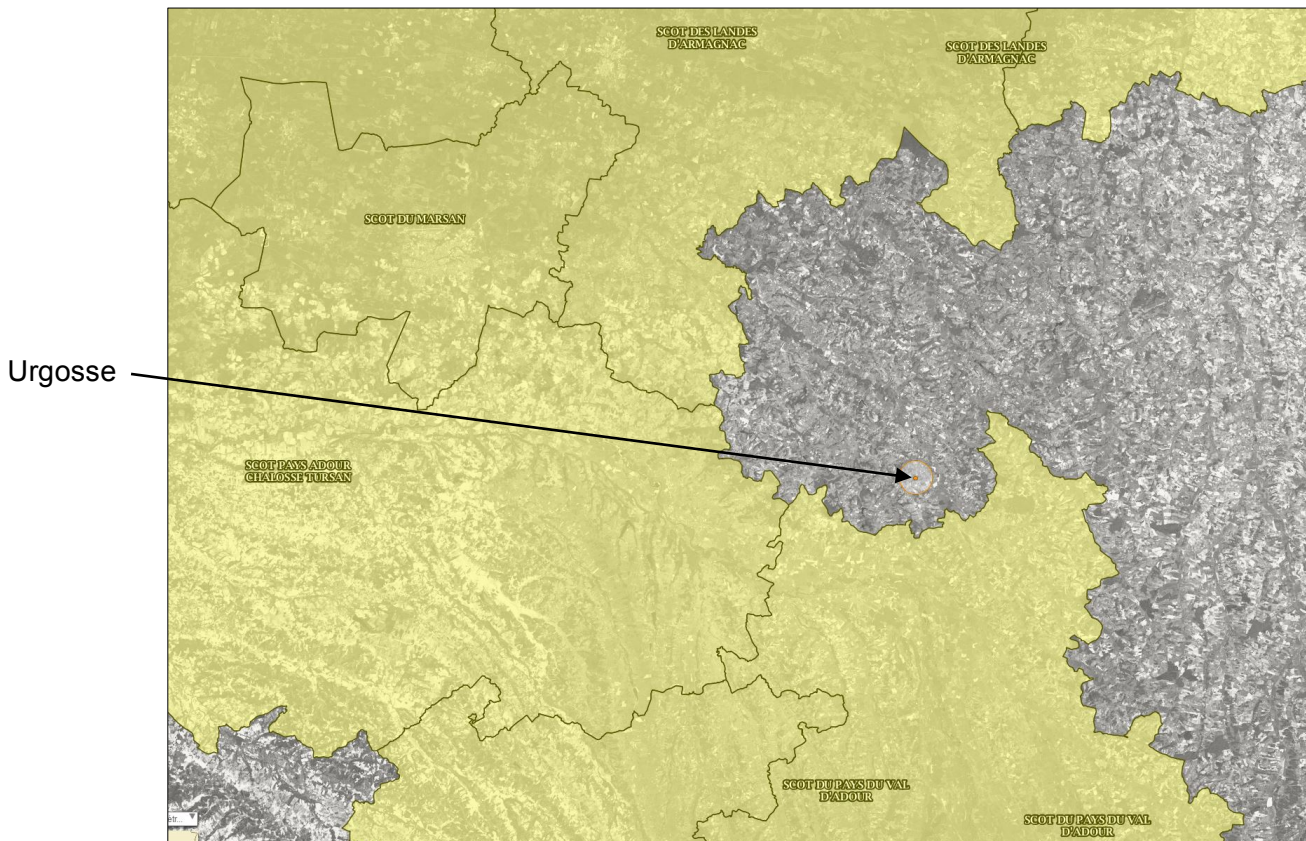 SCOT DES LANDES
D'ARMAGNAC
SCOT DES LANDES
D'ARMAGNAC
SCOT DU MARSAN
Urgosse
SCOT PAYS ADOUR
CHALOSSE TURSAN
SCOT DU PAYS DU VAL
D'ADOUR
SCOT DU PAYS DU VAL
D'ADOUR